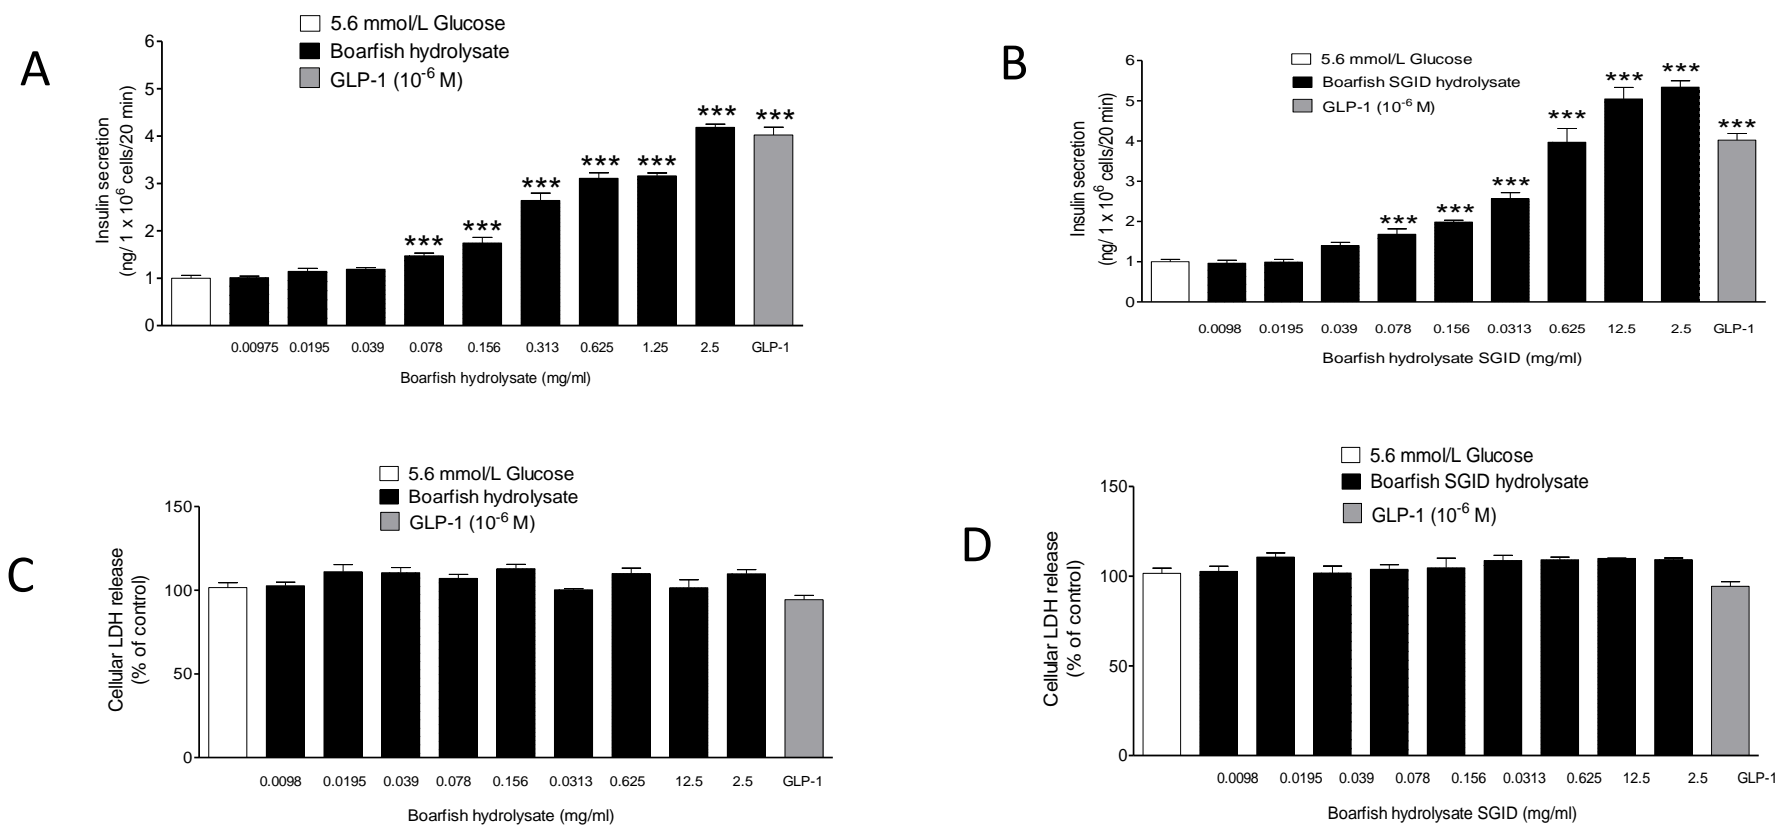 A
5.6 mmol/L Glucose
Boarfish hydrolysate
GLP-1 (10⁻⁶ M)
Insulin secretion
(ng/ 1 x 10⁶ cells/20 min)
6
5
4
3
2
1
0
*** *** *** *** *** *** ***
0.00975 0.0195 0.039 0.078 0.156 0.313 0.625 1.25 2.5 GLP-1
Boarfish hydrolysate (mg/ml)
B
5.6 mmol/L Glucose
Boarfish SGID hydrolysate
GLP-1 (10⁻⁶ M)
Insulin secretion
(ng/ 1 x 10⁶ cells/20 min)
6
5
4
3
2
1
0
*** *** *** *** *** *** ***
0.0098 0.0195 0.039 0.078 0.156 0.0313 0.625 12.5 2.5 GLP-1
Boarfish hydrolysate SGID (mg/ml)
C
5.6 mmol/L Glucose
Boarfish hydrolysate
GLP-1 (10⁻⁶ M)
Cellular LDH release
(% of control)
150
100
50
0
0.0098 0.0195 0.039 0.078 0.156 0.0313 0.625 12.5 2.5 GLP-1
Boarfish hydrolysate (mg/ml)
D
5.6 mmol/L Glucose
Boarfish SGID hydrolysate
GLP-1 (10⁻⁶ M)
Cellular LDH release
(% of control)
150
100
50
0
0.0098 0.0195 0.039 0.078 0.156 0.0313 0.625 12.5 2.5 GLP-1
Boarfish hydrolysate SGID (mg/ml)